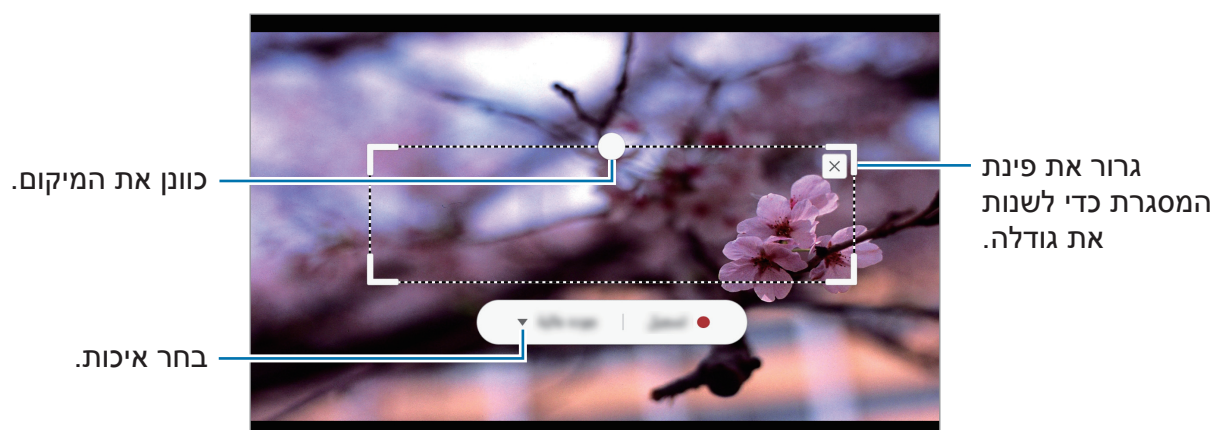 כוונן את המיקום.
גרור את פינת
המסגרת כדי לשנות
את גודלה.
בחר איכות.